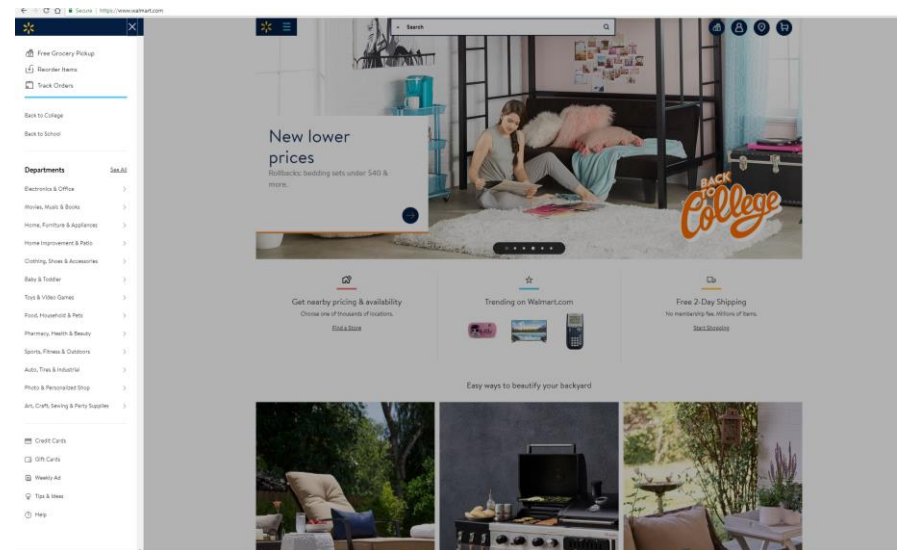 Secure | https://www.walmart.com
Free Grocery Pickup
Reorder Items
Track Orders
Back to College
Back to School
Departments See All
Electronics & Office
Movies, Music & Books
Home, Furniture & Appliances
Home Improvement & Patio
Clothing, Shoes & Accessories
Baby & Toddler
Toys & Video Games
Food, Household & Pets
Pharmacy, Health & Beauty
Sports, Fitness & Outdoors
Auto, Tires & Industrial
Photo & Personalized Shop
Art, Craft, Sewing & Party Supplies
Credit Cards
Gift Cards
Weekly Ad
Tips & Ideas
Help
Search
New lower
prices
Rollbacks: bedding sets under $40 &
more.
BACK
TO
College
Get nearby pricing & availability
Choose one of thousands of locations.
Find a Store
Trending on Walmart.com
Free 2-Day Shipping
No membership fee. Millions of items.
Start Shopping
Easy ways to beautify your backyard